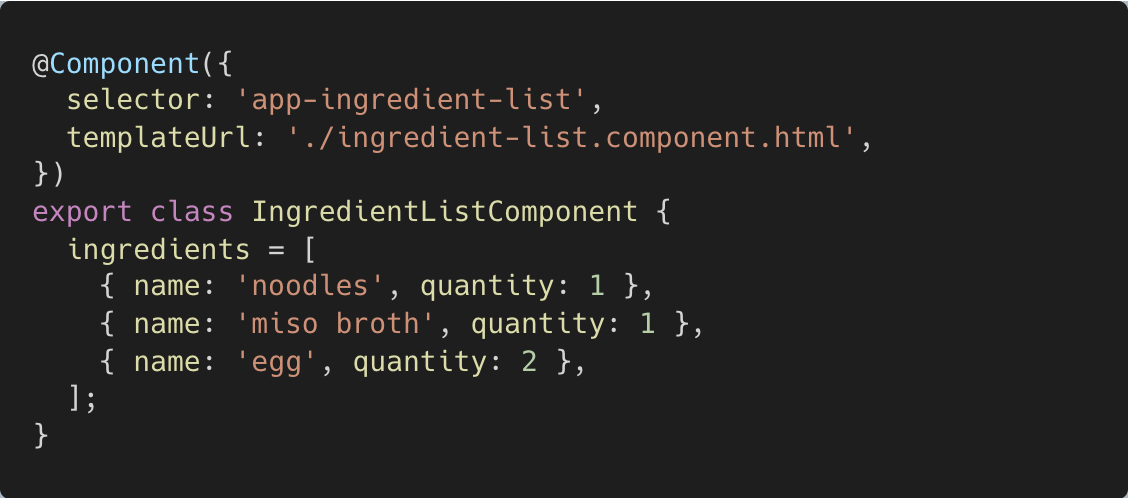 @Component({
  selector: 'app-ingredient-list',
  templateUrl: './ingredient-list.component.html',
})
export class IngredientListComponent {
  ingredients = [
    { name: 'noodles', quantity: 1 },
    { name: 'miso broth', quantity: 1 },
    { name: 'egg', quantity: 2 },
  ];
}